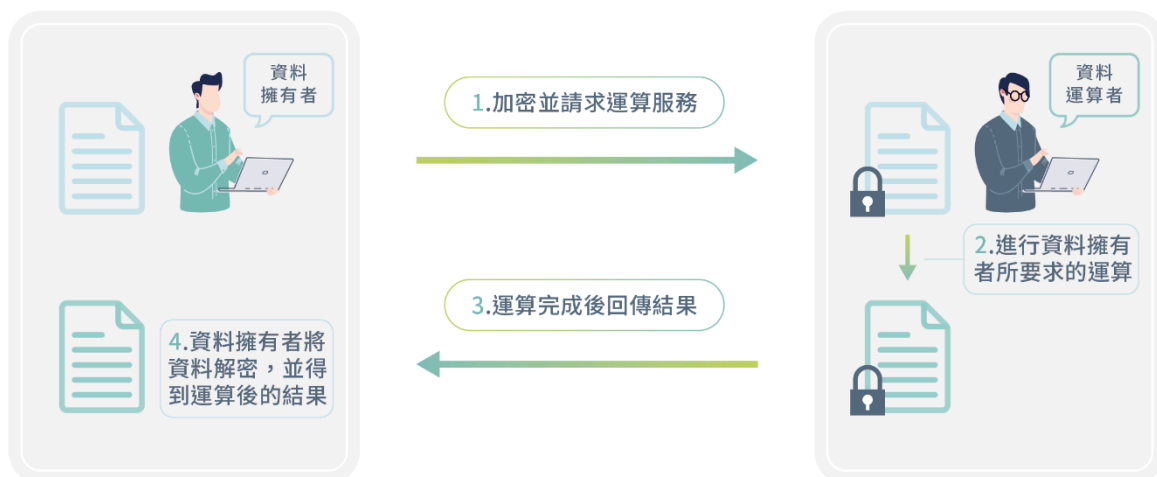 資料
擁有者
1.加密並請求運算服務
資料
運算者
2.進行資料擁有
者所要求的運算
3.運算完成後回傳結果
4.資料擁有者將
資料解密，並得
到運算後的結果